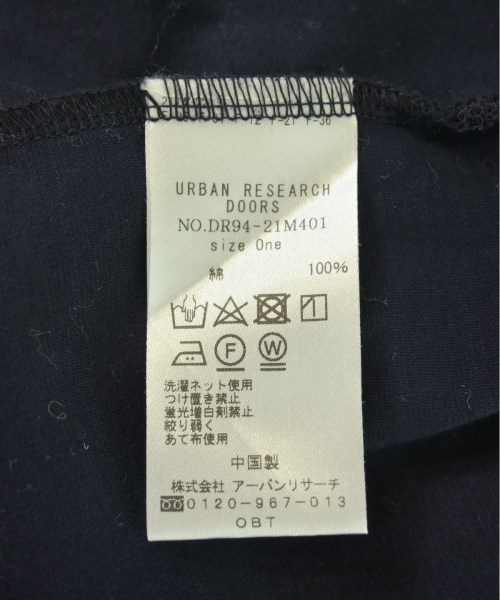 URBAN RESEARCH
DOORS
NO.DR94-21M401
size One
綿 100%
F W
洗濯ネット使用
つけ置き禁止
蛍光増白剤禁止
絞り弱く
あて布使用
中国製
株式会社 アーバンリサーチ
0120-967-013
OBT